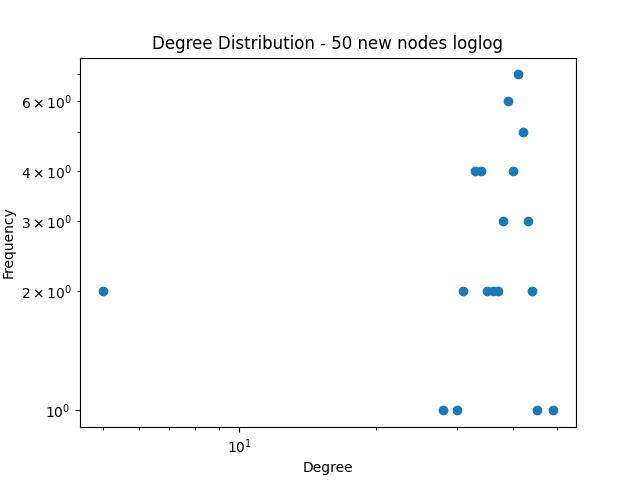 Degree Distribution - 50 new nodes loglog
Frequency
6 × 10⁰
4 × 10⁰
3 × 10⁰
2 × 10⁰
10⁰
10¹
Degree